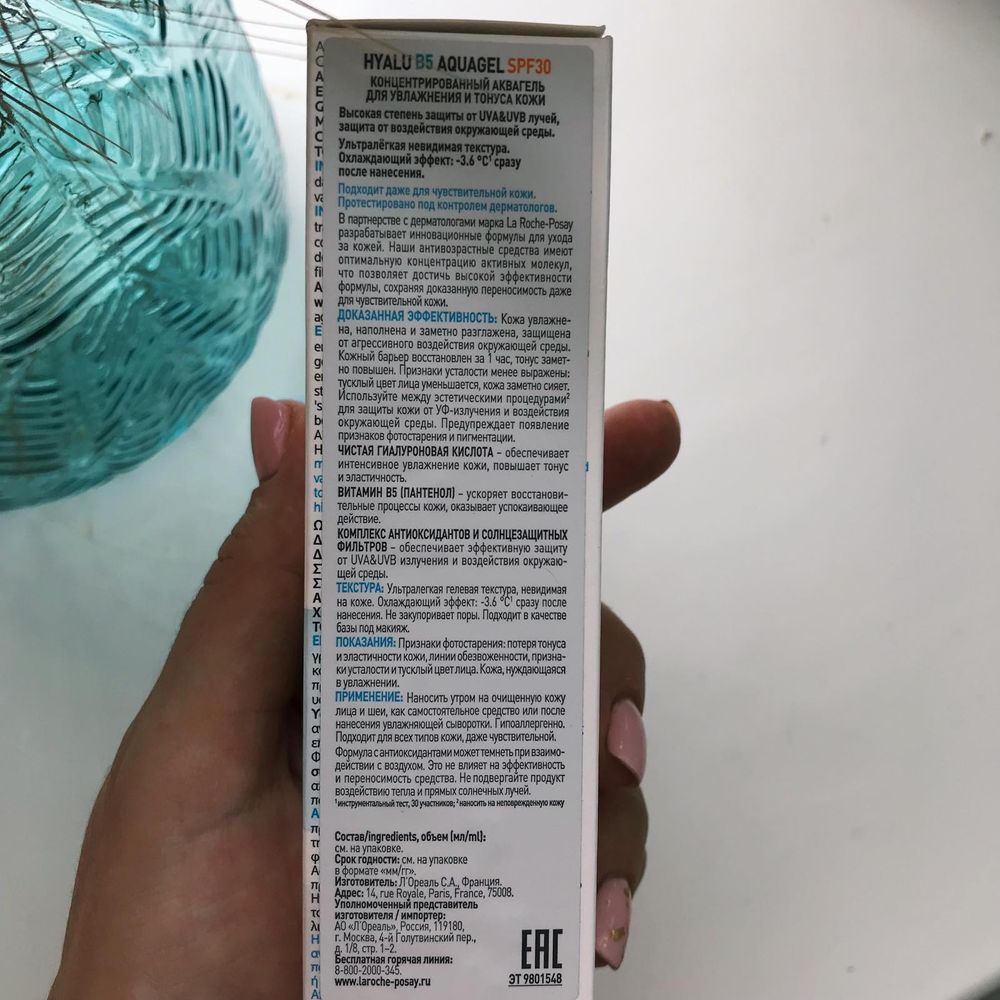 HYALU B5 AQUAGEL SPF30
КОНЦЕНТРИРОВАННЫЙ АКВАГЕЛЬ
ДЛЯ УВЛАЖНЕНИЯ И ТОНУСА КОЖИ
Высокая степень защиты от UVA&UVB лучей,
защита от воздействия окружающей среды.
Ультралёгкая невидимая текстура.
Охлаждающий эффект: -3.6 °C¹ сразу
после нанесения.
Подходит даже для чувствительной кожи.
Протестировано под контролем дерматологов.
В партнерстве с дерматологами марка La Roche-Posay
разрабатывает инновационные формулы для ухода
за кожей. Наши антивозрастные средства имеют
оптимальную концентрацию активных молекул,
что позволяет достичь высокой эффективности
формулы, сохраняя доказанную переносимость даже
для чувствительной кожи.
ДОКАЗАННАЯ ЭФФЕКТИВНОСТЬ: Кожа увлажне-
на, наполнена и заметно разглажена, защищена
от агрессивного воздействия окружающей среды.
Кожный барьер восстановлен за 1 час, тонус замет-
но повышен. Признаки усталости менее выражены:
тусклый цвет лица уменьшается, кожа заметно сияет.
Используйте между эстетическими процедурами²
для защиты кожи от УФ-излучения и воздействия
окружающей среды. Предупреждает появление
признаков фотостарения и пигментации.
ЧИСТАЯ ГИАЛУРОНОВАЯ КИСЛОТА – обеспечивает
интенсивное увлажнение кожи, повышает тонус
и эластичность.
ВИТАМИН B5 (ПАНТЕНОЛ) – ускоряет восстанови-
тельные процессы кожи, оказывает успокаивающее
действие.
КОМПЛЕКС АНТИОКСИДАНТОВ И СОЛНЦЕЗАЩИТНЫХ
ФИЛЬТРОВ – обеспечивает эффективную защиту
от UVA&UVB излучения и воздействия окружаю-
щей среды.
ТЕКСТУРА: Ультралегкая гелевая текстура, невидимая
на коже. Охлаждающий эффект: -3.6 °C¹ сразу после
нанесения. Не закупоривает поры. Подходит в качестве
базы под макияж.
ПОКАЗАНИЯ: Признаки фотостарения: потеря тонуса
и эластичности кожи, линии обезвоженности, призна-
ки усталости и тусклый цвет лица. Кожа, нуждающаяся
в увлажнении.
ПРИМЕНЕНИЕ: Наносить утром на очищенную кожу
лица и шеи, как самостоятельное средство или после
нанесения увлажняющей сыворотки. Гипоаллергенно.
Подходит для всех типов кожи, даже чувствительной.
Формула с антиоксидантами может темнеть при взаимо-
действии с воздухом. Это не влияет на эффективность
и переносимость средства. Не подвергайте продукт
воздействию тепла и прямых солнечных лучей.
¹инструментальный тест, 30 участников; ²наносить на неповрежденную кожу
Состав/ingredients, объем (мл/ml):
см. на упаковке.
Срок годности: см. на упаковке
в формате «мм/гг».
Изготовитель: Л'Ореаль С.А., Франция.
Адрес: 14, rue Royale, Paris, France, 75008.
Уполномоченный представитель
изготовителя / импортер:
АО «Л'Ореаль», Россия, 119180,
г. Москва, 4-й Голутвинский пер.,
д. 1/8, стр. 1–2.
Бесплатная горячая линия:
8-800-2000-345.
www.laroche-posay.ru
EAC
ЭТ 9801548